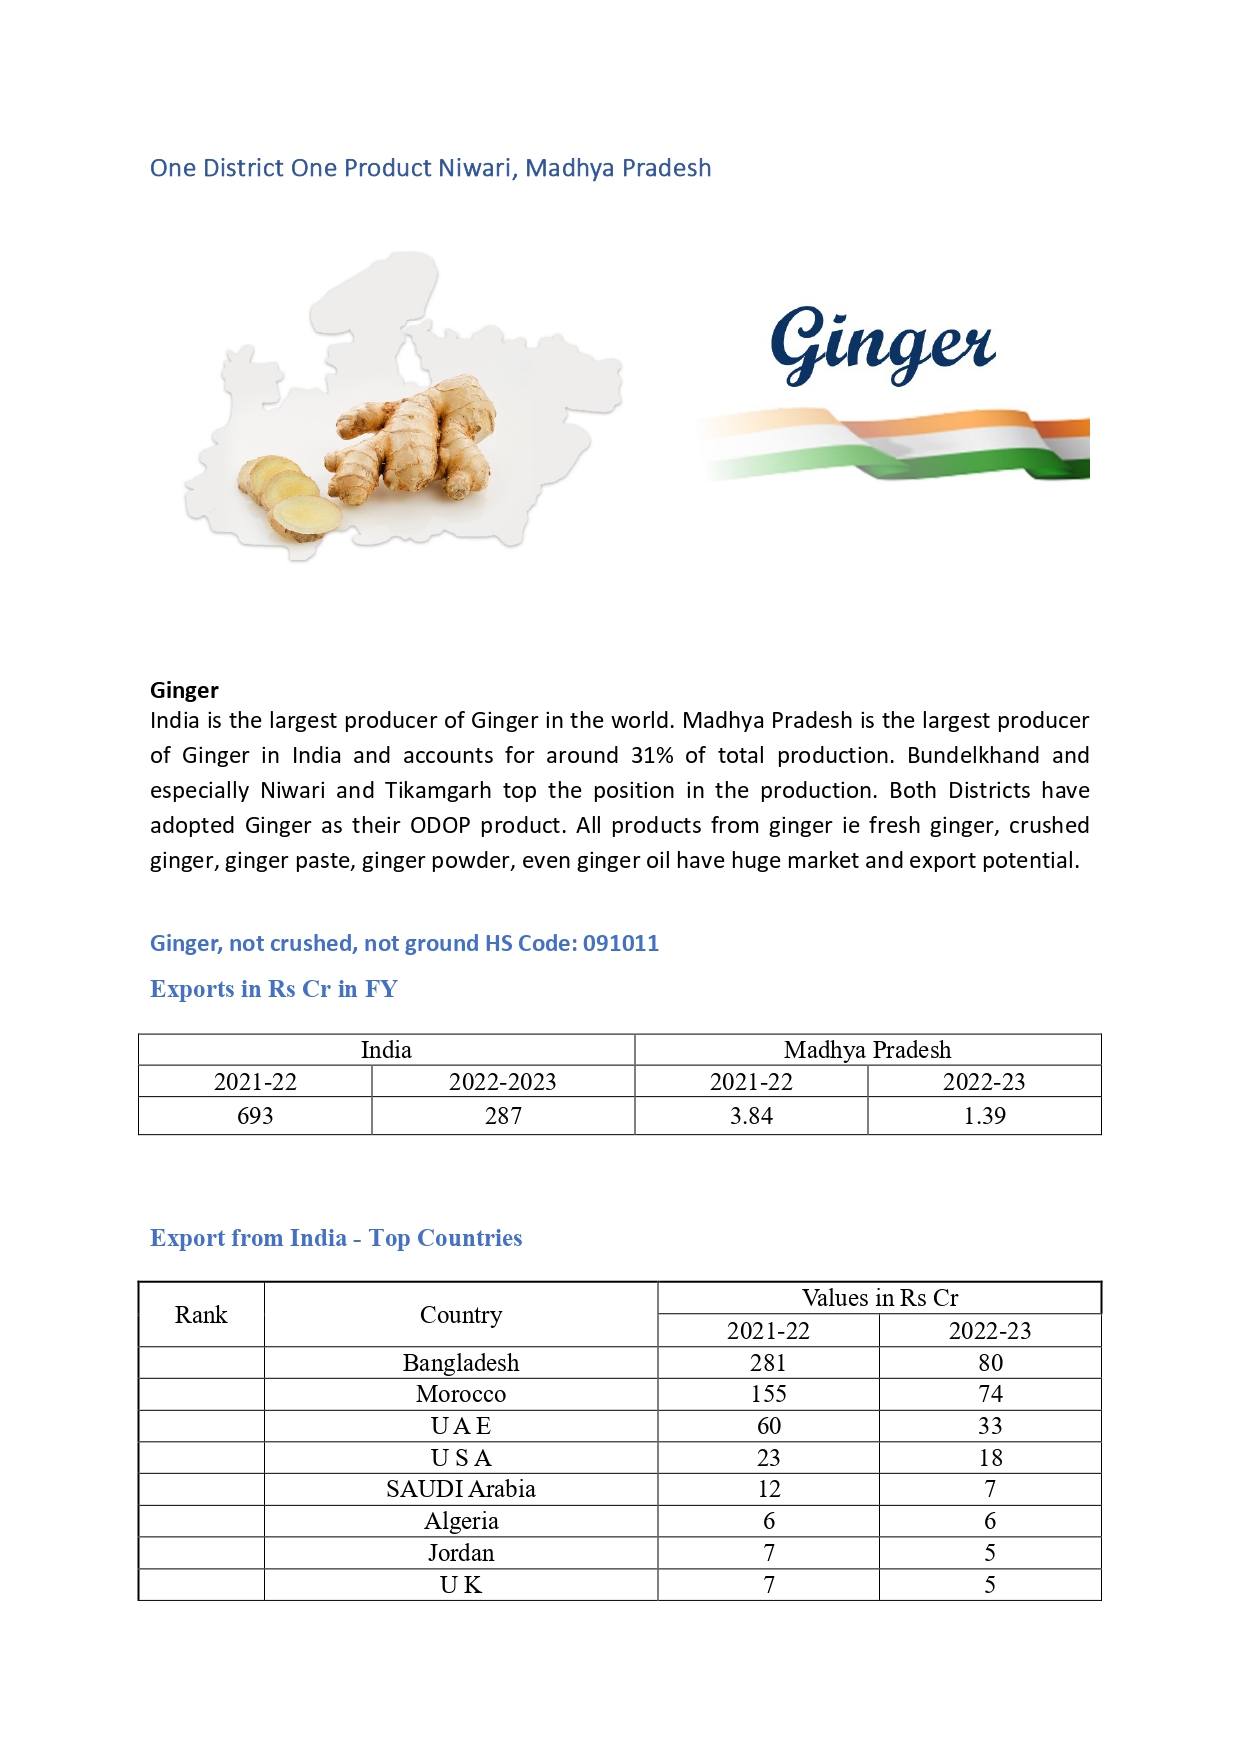 One District One Product Niwari, Madhya Pradesh
Ginger
Ginger
India is the largest producer of Ginger in the world. Madhya Pradesh is the largest producer
of Ginger in India and accounts for around 31% of total production. Bundelkhand and
especially Niwari and Tikamgarh top the position in the production. Both Districts have
adopted Ginger as their ODOP product. All products from ginger ie fresh ginger, crushed
ginger, ginger paste, ginger powder, even ginger oil have huge market and export potential.
Ginger, not crushed, not ground HS Code: 091011
Exports in Rs Cr in FY
India Madhya Pradesh
2021-22 2022-2023 2021-22 2022-23
693 287 3.84 1.39
Export from India - Top Countries
Rank Country Values in Rs Cr
2021-22 2022-23
Bangladesh 281 80
Morocco 155 74
U A E 60 33
U S A 23 18
SAUDI Arabia 12 7
Algeria 6 6
Jordan 7 5
U K 7 5